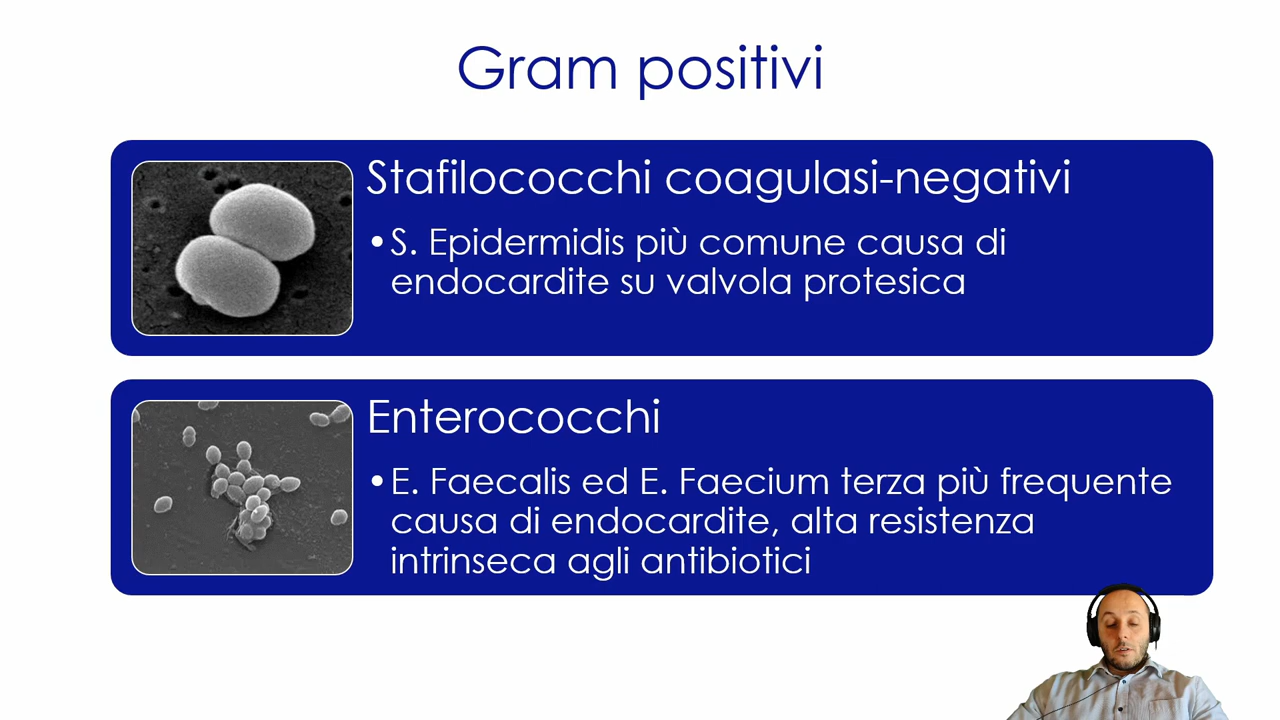 Gram positivi
Stafilococchi coagulasi-negativi
•S. Epidermidis più comune causa di
endocardite su valvola protesica
Enterococchi
•E. Faecalis ed E. Faecium terza più frequente
causa di endocardite, alta resistenza
intrinseca agli antibiotici